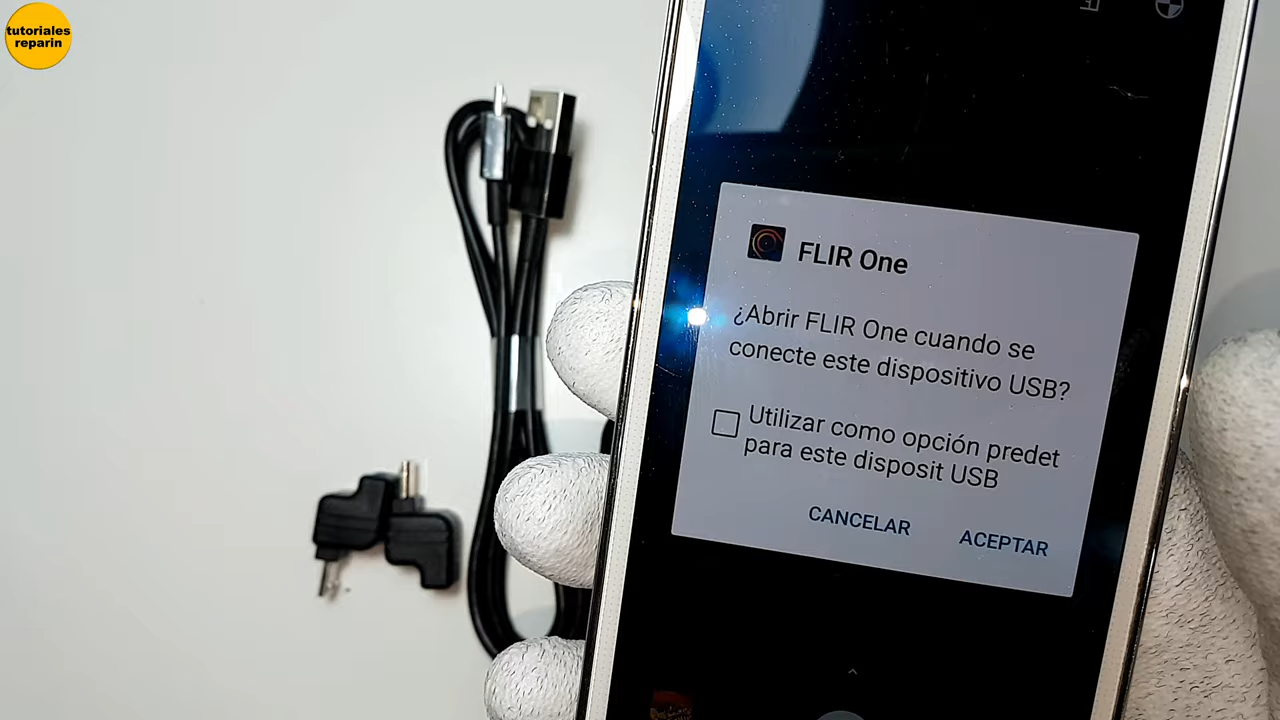 tutoriales
reparin
FLIR One
¿Abrir FLIR One cuando se
conecte este dispositivo USB?
Utilizar como opción predet
para este disposit USB
CANCELAR
ACEPTAR